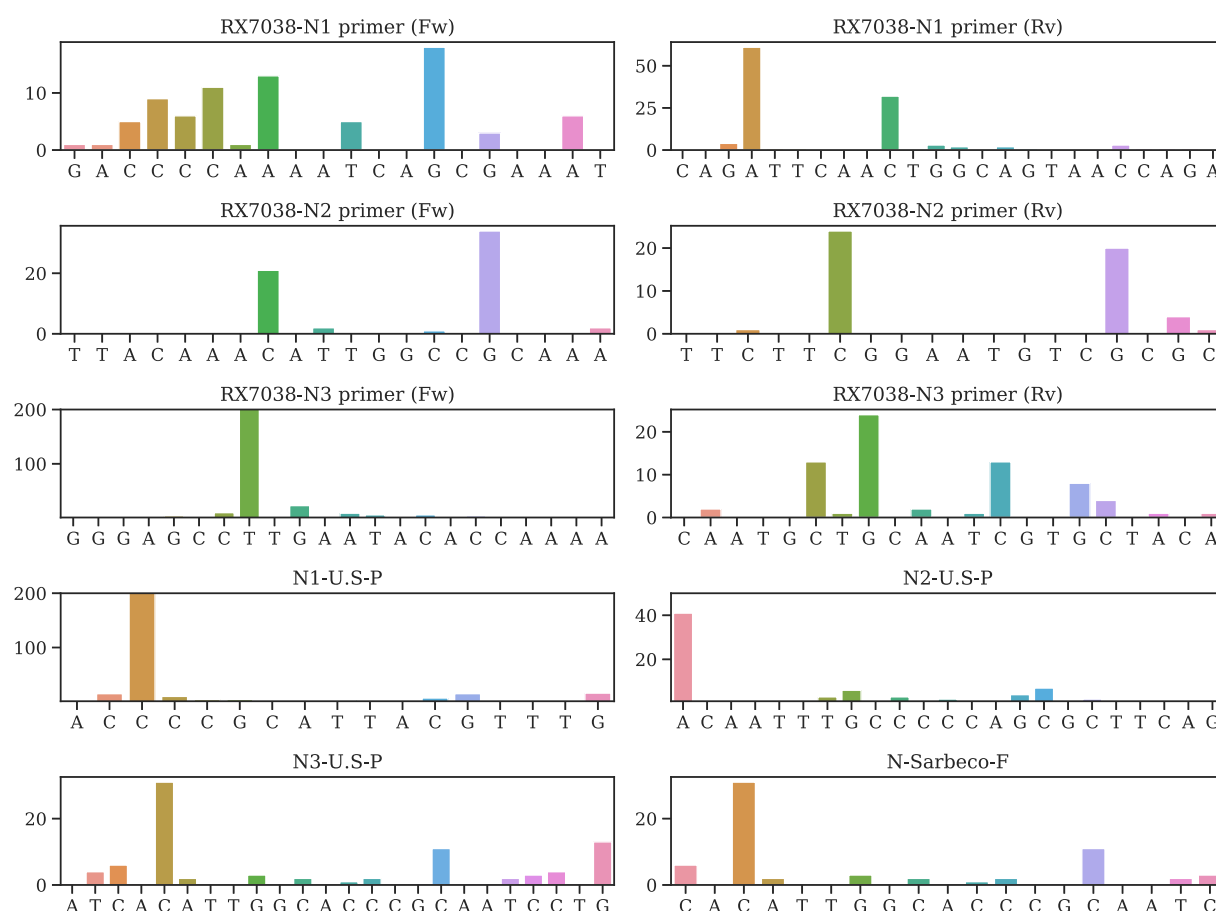 RX7038-N1 primer (Fw)
10
0
G A C C C C A A A A T C A G C G A A A T
RX7038-N1 primer (Rv)
50
25
0
C A G A T T C A A C T G G C A G T A A C C A G A
RX7038-N2 primer (Fw)
20
0
T T A C A A A C A T T G G C C G C A A A
RX7038-N2 primer (Rv)
20
10
0
T T C T T C G G A A T G T C G C G C
RX7038-N3 primer (Fw)
200
100
G G G A G C C T T G A A T A C A C C A A A A
RX7038-N3 primer (Rv)
20
10
0
C A A T G C T G C A A T C G T G C T A C A
N1-U.S-P
200
100
A C C C C G C A T T A C G T T T G
N2-U.S-P
40
20
A C A A T T T G C C C C C A G C G C T T C A G
N3-U.S-P
20
0
A T C A C A T T G G C A C C C G C A A T C C T G
N-Sarbeco-F
20
0
C A C A T T G G C A C C C G C A A T C